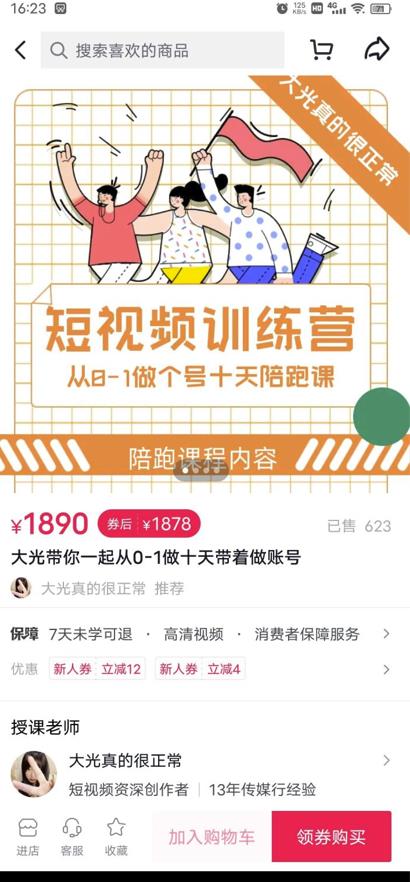 16:23
125 KB/s HD 4G 71
搜索喜欢的商品
大光真的很正常
短视频训练营
从0-1做个号十天陪跑课
陪跑课程内容
¥1890 券后 ¥1878 已售 623
大光带你一起从0-1做十天带着做账号
大光真的很正常 推荐
保障 7天未学可退 · 高清视频 · 消费者保障服务
优惠 新人券 立减12 新人券 立减4
授课老师
大光真的很正常
短视频资深创作者 13年传媒行经验
进店 客服 收藏 加入购物车 领券购买